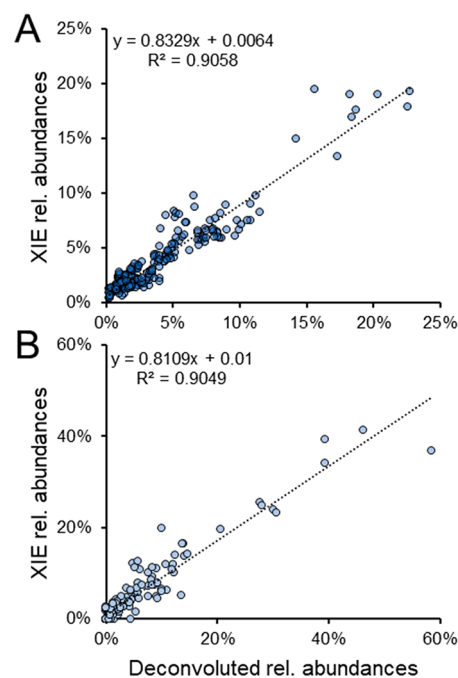 A
25%
y = 0.8329x + 0.0064
R² = 0.9058
20%
15%
10%
5%
0%
XIE rel. abundances
0% 5% 10% 15% 20% 25%
B
60%
y = 0.8109x + 0.01
R² = 0.9049
40%
20%
0%
XIE rel. abundances
0% 20% 40% 60%
Deconvoluted rel. abundances